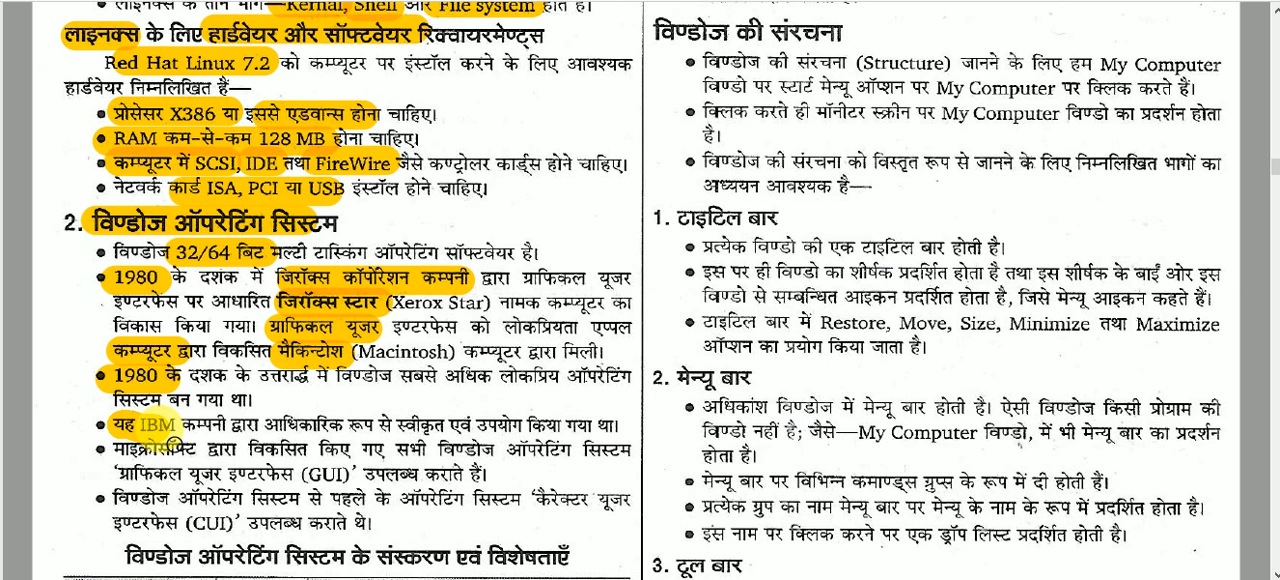 • लाइनक्स के तीन भाग—Kernal, Shell और File system होते हैं।
लाइनक्स के लिए हार्डवेयर और सॉफ्टवेयर रिक्वायरमेण्ट्स
Red Hat Linux 7.2 को कम्प्यूटर पर इंस्टॉल करने के लिए आवश्यक
हार्डवेयर निम्नलिखित हैं—
• प्रोसेसर X386 या इससे एडवान्स होना चाहिए।
• RAM कम-से-कम 128 MB होना चाहिए।
• कम्प्यूटर में SCSI, IDE तथा FireWire जैसे कण्ट्रोलर कार्ड्स होने चाहिए।
• नेटवर्क कार्ड ISA, PCI या USB इंस्टॉल होने चाहिए।
2. विण्डोज ऑपरेटिंग सिस्टम
• विण्डोज 32/64 बिट मल्टी टास्किंग ऑपरेटिंग सॉफ्टवेयर है।
• 1980 के दशक में जिरॉक्स कॉर्पोरेशन कम्पनी द्वारा ग्राफिकल यूजर
इण्टरफेस पर आधारित जिरॉक्स स्टार (Xerox Star) नामक कम्प्यूटर का
विकास किया गया। ग्राफिकल यूजर इण्टरफेस को लोकप्रियता एप्पल
कम्प्यूटर द्वारा विकसित मैकिन्टोश (Macintosh) कम्प्यूटर द्वारा मिली।
• 1980 के दशक के उत्तरार्द्ध में विण्डोज सबसे अधिक लोकप्रिय ऑपरेटिंग
सिस्टम बन गया था।
• यह IBM कम्पनी द्वारा आधिकारिक रूप से स्वीकृत एवं उपयोग किया गया था।
• माइक्रोसॉफ्ट द्वारा विकसित किए गए सभी विण्डोज ऑपरेटिंग सिस्टम
‘ग्राफिकल यूजर इण्टरफेस (GUI)’ उपलब्ध कराते हैं।
• विण्डोज ऑपरेटिंग सिस्टम से पहले के ऑपरेटिंग सिस्टम ‘कैरेक्टर यूजर
इण्टरफेस (CUI)’ उपलब्ध कराते थे।
विण्डोज ऑपरेटिंग सिस्टम के संस्करण एवं विशेषताएँ
विण्डोज की संरचना
• विण्डोज की संरचना (Structure) जानने के लिए हम My Computer
विण्डो पर स्टार्ट मेन्यू ऑप्शन पर My Computer पर क्लिक करते हैं।
• क्लिक करते ही मॉनीटर स्क्रीन पर My Computer विण्डो का प्रदर्शन होता
है।
• विण्डोज की संरचना को विस्तृत रूप से जानने के लिए निम्नलिखित भागों का
अध्ययन आवश्यक है—
1. टाइटिल बार
• प्रत्येक विण्डो की एक टाइटिल बार होती है।
• इस पर ही विण्डो का शीर्षक प्रदर्शित होता है तथा इस शीर्षक के बाईं ओर इस
विण्डो से सम्बन्धित आइकन प्रदर्शित होता है, जिसे मेन्यू आइकन कहते हैं।
• टाइटिल बार में Restore, Move, Size, Minimize तथा Maximize
ऑप्शन का प्रयोग किया जाता है।
2. मेन्यू बार
• अधिकांश विण्डोज में मेन्यू बार होती है। ऐसी विण्डोज किसी प्रोग्राम की
विण्डो नहीं है; जैसे—My Computer विण्डो, में भी मेन्यू बार का प्रदर्शन
होता है।
• मेन्यू बार पर विभिन्न कमाण्ड्स ग्रुप्स के रूप में दी होती हैं।
• प्रत्येक ग्रुप का नाम मेन्यू बार पर मेन्यू के नाम के रूप में प्रदर्शित होता है।
• इस नाम पर क्लिक करने पर एक ड्रॉप लिस्ट प्रदर्शित होती है।
3. टूल बार